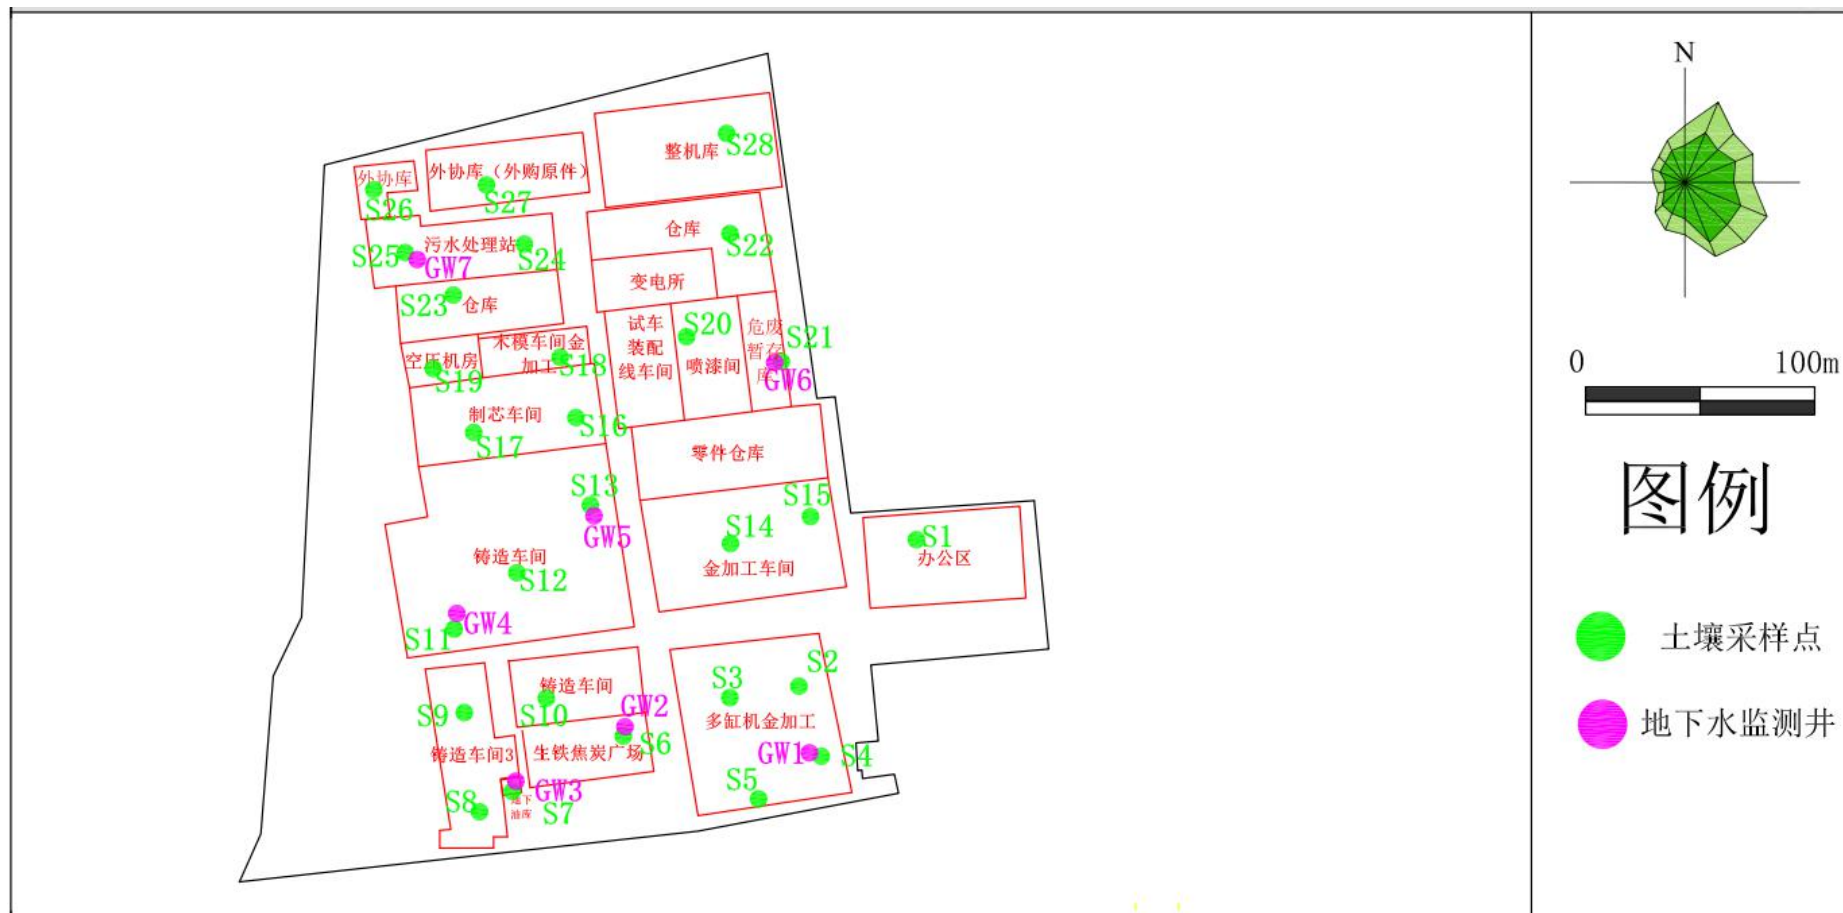 N
整机库
S28
外协库
外协库（外购原件）
S26
S27
仓库
S22
污水处理站
S25
GW7
S24
变电所
S23
仓库
试车
装配
线车间
S20
喷漆间
危废
暂存
库
S21
GW6
木模车间金
加工
S18
空压机房
S19
制芯车间
S16
S17
零件仓库
S13
GW5
S15
S14
金加工车间
S1
办公区
铸造车间
S12
GW4
S11
S2
S3
多缸机金加工
GW1
S4
S5
铸造车间
S10
GW2
S6
生铁焦炭广场
S9
铸造车间3
GW3
S7
地下
油库
S8
0
100m
图例
土壤采样点
地下水监测井